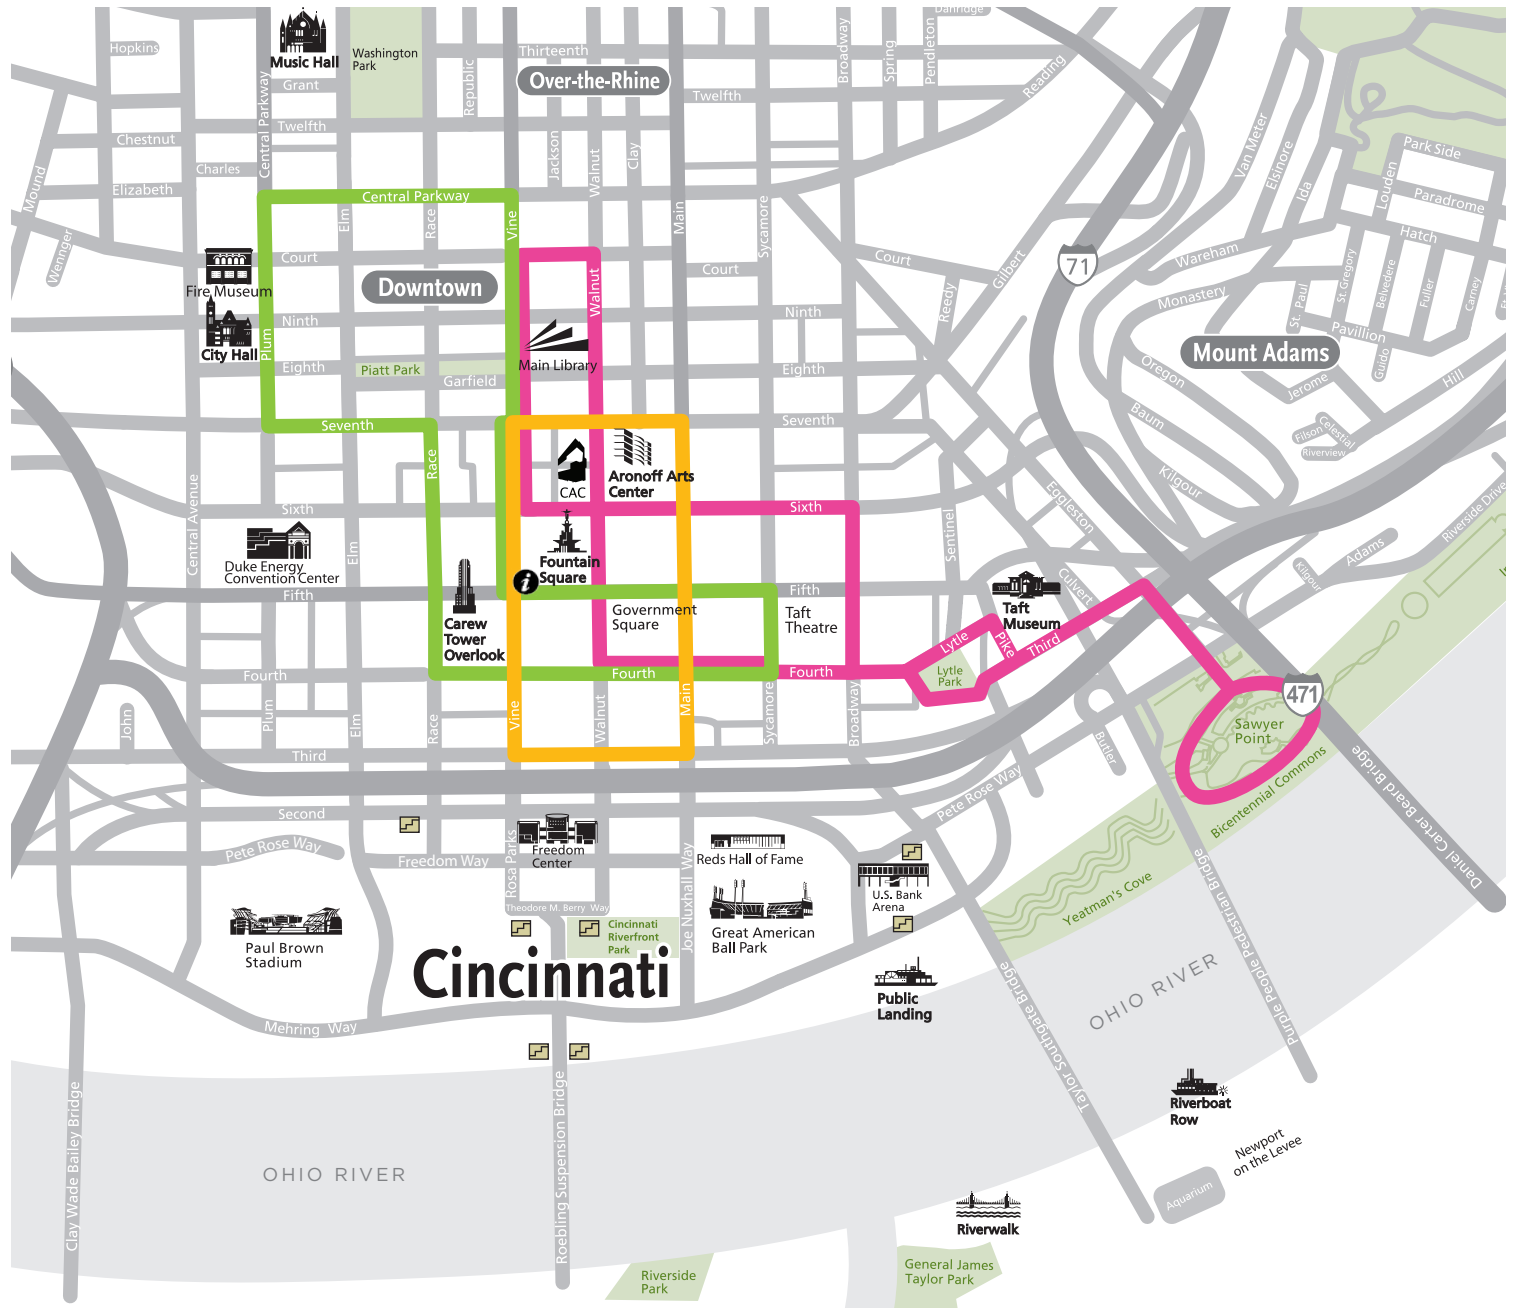 Danridge
Hopkins
Music Hall
Washington
Park
Thirteenth
Republic
Broadway
Spring
Pendleton
Reading
Over-the-Rhine
Grant
Central Parkway
Twelfth
Twelfth
Chestnut
Charles
Elizabeth
Mound
Jackson
Walnut
Clay
Van Meter
Elsinore
Ida
Park Side
Louden
Paradrome
Hatch
Central Parkway
Elm
Race
Vine
Main
Sycamore
Wennger
Fire Museum
Court
Court
Court
Downtown
Walnut
Gilbert
Reedy
71
Wareham
Monastery
St. Paul
St. Gregory
Belvedere
Fuller
Carney
Pavillion
Guido
City Hall
Plum
Ninth
Ninth
Main Library
Eighth
Piatt Park
Garfield
Eighth
Mount Adams
Oregon
Jerome
Hill
Baum
Filson
Celestial
Riverview
Seventh
Seventh
Race
CAC
Aronoff Arts
Center
Kilgour
Eggleston
Riverside Drive
Central Avenue
Sixth
Sixth
Sentinel
Elm
Duke Energy
Convention Center
Fountain
Square
i
Adams
Kilgour
Culvert
Fifth
Fifth
Carew
Tower
Overlook
Government
Square
Taft
Theatre
Taft
Museum
Lytle
Pike
Third
Lytle
Park
Fourth
Fourth
Fourth
471
John
Plum
Elm
Race
Vine
Walnut
Main
Sycamore
Broadway
Sawyer
Point
Butler
Third
Bicentennial Commons
Daniel Carter Beard Bridge
Second
Pete Rose Way
Pete Rose Way
Freedom Way
Rosa Parks
Freedom
Center
Joe Nuxhall Way
Reds Hall of Fame
U.S. Bank
Arena
Yeatman's Cove
Purple People Pedestrian Bridge
Theodore M. Berry Way
Paul Brown
Stadium
Cincinnati
Riverfront
Park
Great American
Ball Park
Cincinnati
Public
Landing
Taylor Southgate Bridge
OHIO RIVER
Mehring Way
Clay Wade Bailey Bridge
Roebling Suspension Bridge
Riverboat
Row
Newport
on the Levee
OHIO RIVER
Aquarium
Riverwalk
Riverside
Park
General James
Taylor Park